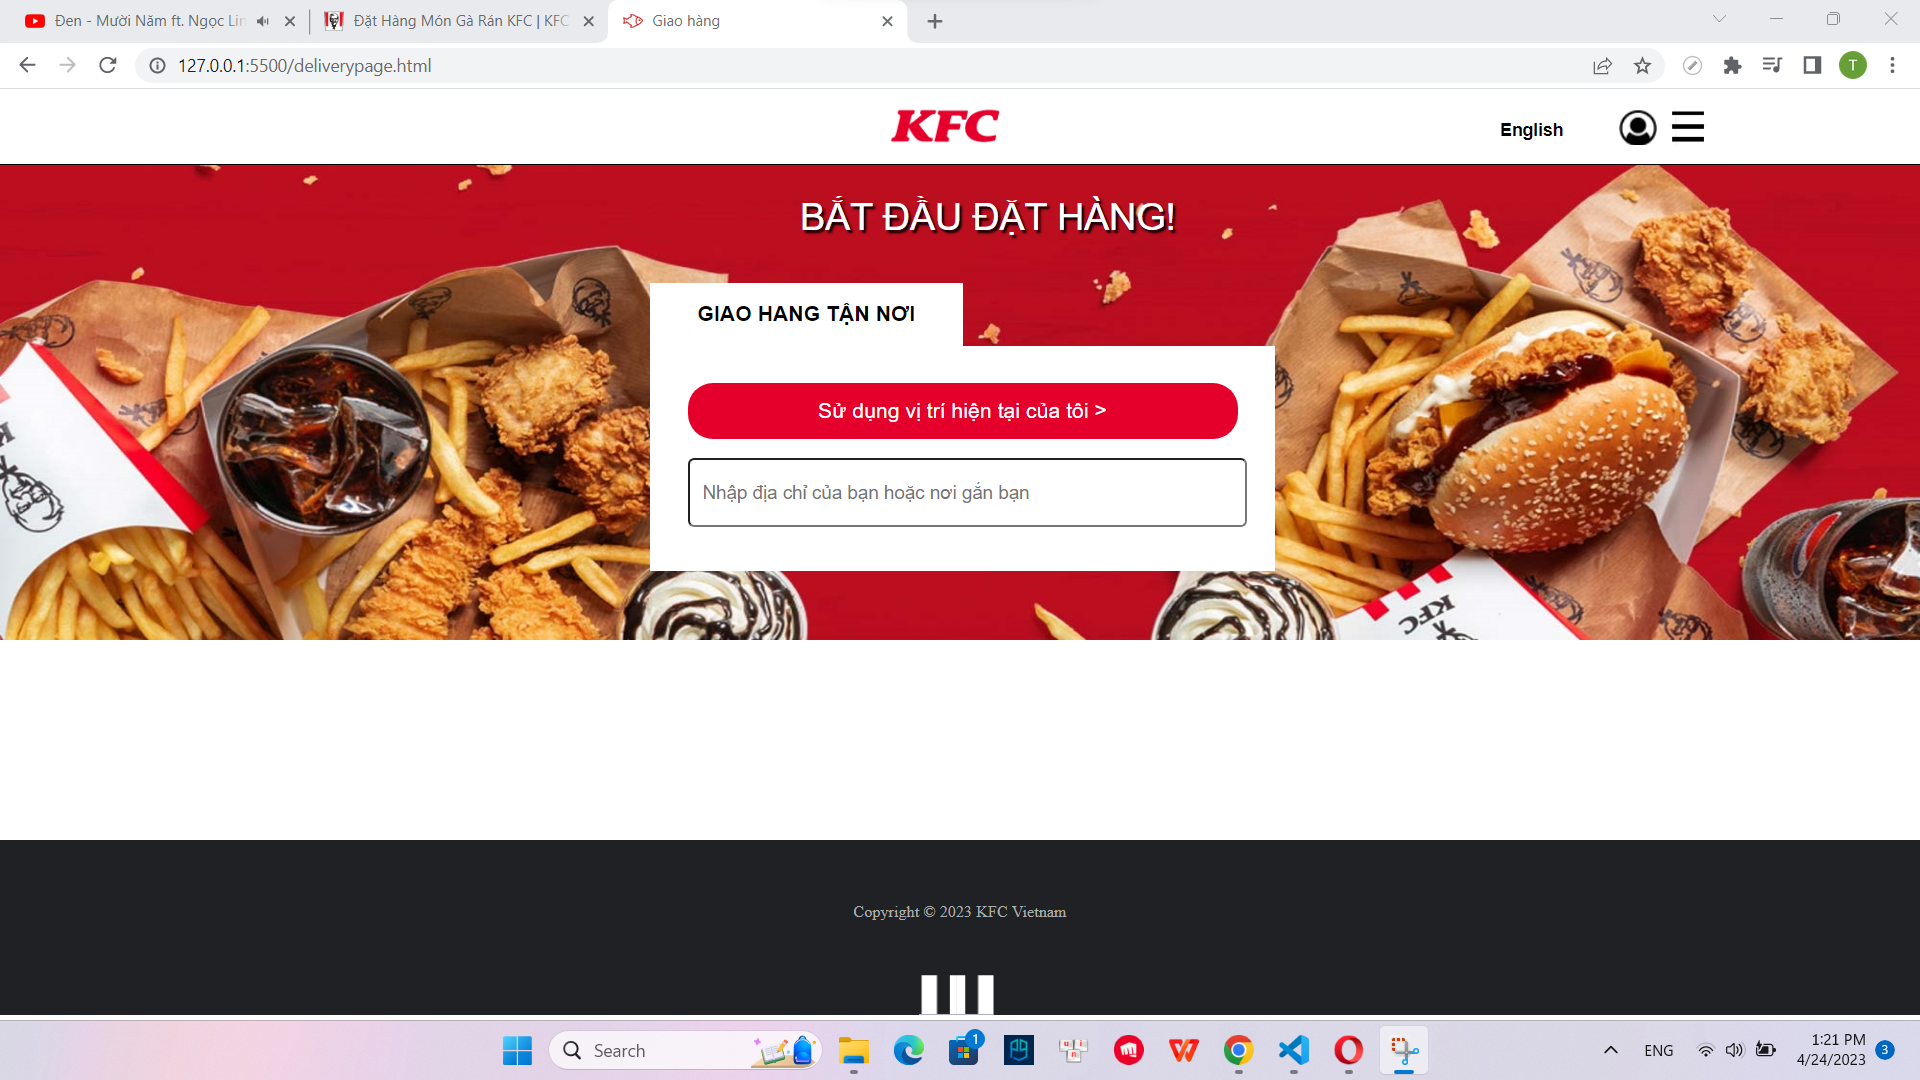 Đen - Mười Năm ft. Ngọc Lin
Đặt Hàng Món Gà Rán KFC | KFC
Giao hàng
127.0.0.1:5500/deliverypage.html
T
KFC
English
BẮT ĐẦU ĐẶT HÀNG!
GIAO HANG TẬN NƠI
Sử dụng vị trí hiện tại của tôi >
Nhập địa chỉ của bạn hoặc nơi gần bạn
KFC
Copyright © 2023 KFC Vietnam
Search
1
ENG
1:21 PM
4/24/2023
3